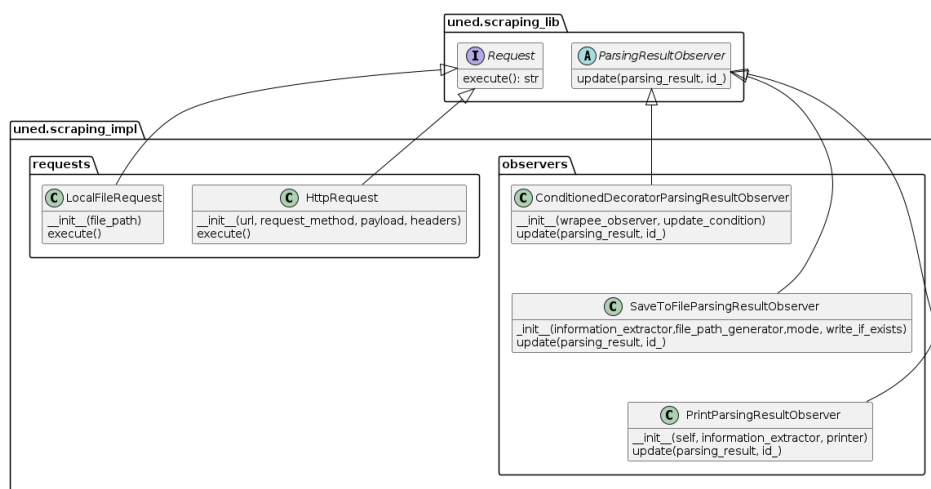 uned.scraping_lib
I Request
execute(): str
A ParsingResultObserver
update(parsing_result, id_)
uned.scraping_impl
requests
C LocalFileRequest
__init__(file_path)
execute()
C HttpRequest
__init__(url, request_method, payload, headers)
execute()
observers
C ConditionedDecoratorParsingResultObserver
__init__(wrapee_observer, update_condition)
update(parsing_result, id_)
C SaveToFileParsingResultObserver
_init__(information_extractor,file_path_generator,mode, write_if_exists)
update(parsing_result, id_)
C PrintParsingResultObserver
__init__(self, information_extractor, printer)
update(parsing_result, id_)